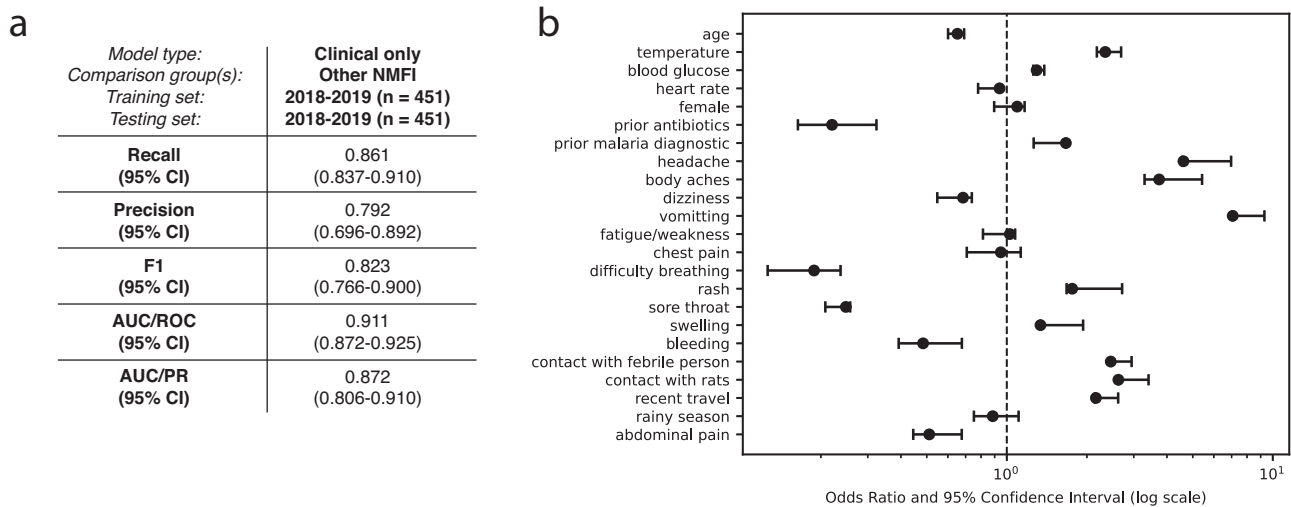 a
Model type: Clinical only
Comparison group(s): Other NMFI
Training set: 2018-2019 (n = 451)
Testing set: 2018-2019 (n = 451)
Recall 0.861
(95% CI) (0.837-0.910)
Precision 0.792
(95% CI) (0.696-0.892)
F1 0.823
(95% CI) (0.766-0.900)
AUC/ROC 0.911
(95% CI) (0.872-0.925)
AUC/PR 0.872
(95% CI) (0.806-0.910)
b
age
temperature
blood glucose
heart rate
female
prior antibiotics
prior malaria diagnostic
headache
body aches
dizziness
vomitting
fatigue/weakness
chest pain
difficulty breathing
rash
sore throat
swelling
bleeding
contact with febrile person
contact with rats
recent travel
rainy season
abdominal pain
10⁰ 10¹
Odds Ratio and 95% Confidence Interval (log scale)